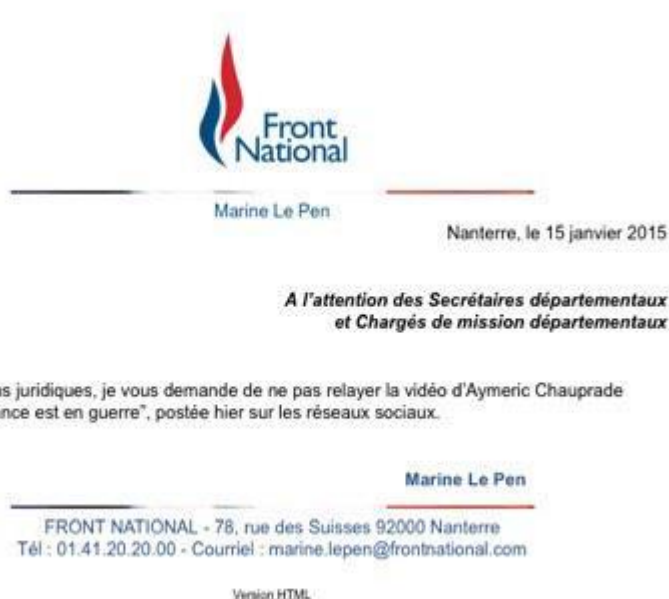 Front
National
Marine Le Pen
Nanterre, le 15 janvier 2015
A l'attention des Secrétaires départementaux
et Chargés de mission départementaux
juridiques, je vous demande de ne pas relayer la vidéo d'Aymeric Chauprade
est en guerre", postée hier sur les réseaux sociaux.
Marine Le Pen
FRONT NATIONAL - 78, rue des Suisses 92000 Nanterre
Tél : 01.41.20.20.00 - Courriel : marine.lepen@frontnational.com
Version HTML